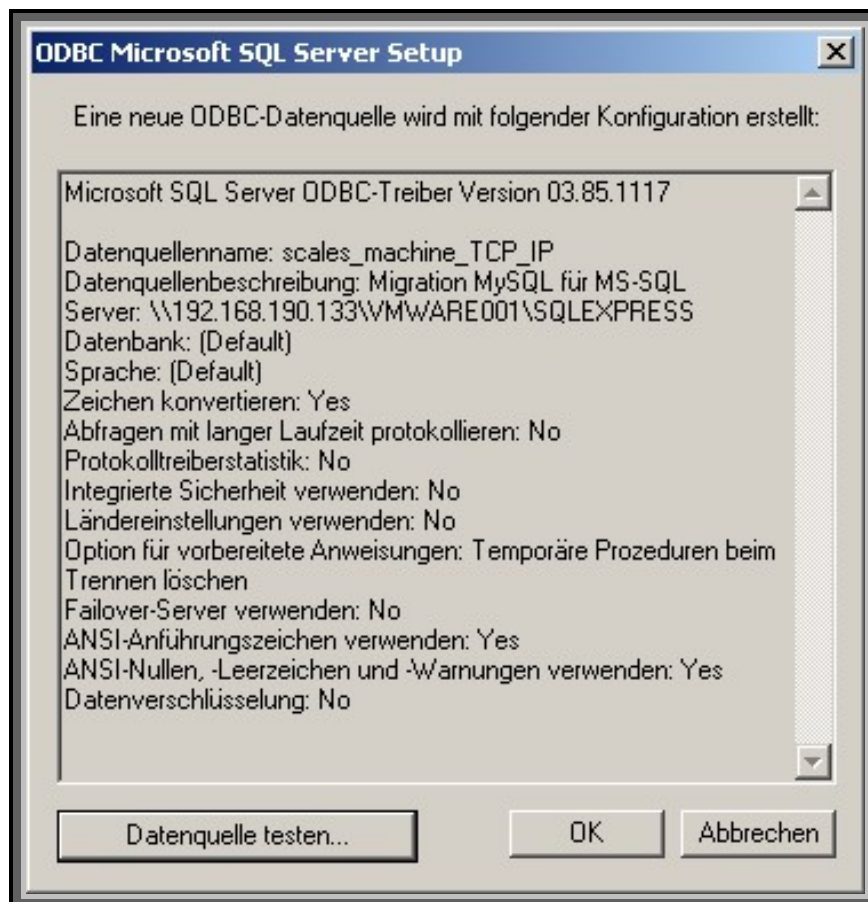 ODBC Microsoft SQL Server Setup
Eine neue ODBC-Datenquelle wird mit folgender Konfiguration erstellt:
Microsoft SQL Server ODBC-Treiber Version 03.85.1117
Datenquellenname: scales_machine_TCP_IP
Datenquellenbeschreibung: Migration MySQL für MS-SQL
Server: \\192.168.190.133\VMWARE001\SQLEXPRESS
Datenbank: (Default)
Sprache: (Default)
Zeichen konvertieren: Yes
Abfragen mit langer Laufzeit protokollieren: No
Protokolltreiberstatistik: No
Integrierte Sicherheit verwenden: No
Ländereinstellungen verwenden: No
Option für vorbereitete Anweisungen: Temporäre Prozeduren beim
Trennen löschen
Failover-Server verwenden: No
ANSI-Anführungszeichen verwenden: Yes
ANSI-Nullen, -Leerzeichen und -Warnungen verwenden: Yes
Datenverschlüsselung: No
Datenquelle testen...
OK
Abbrechen